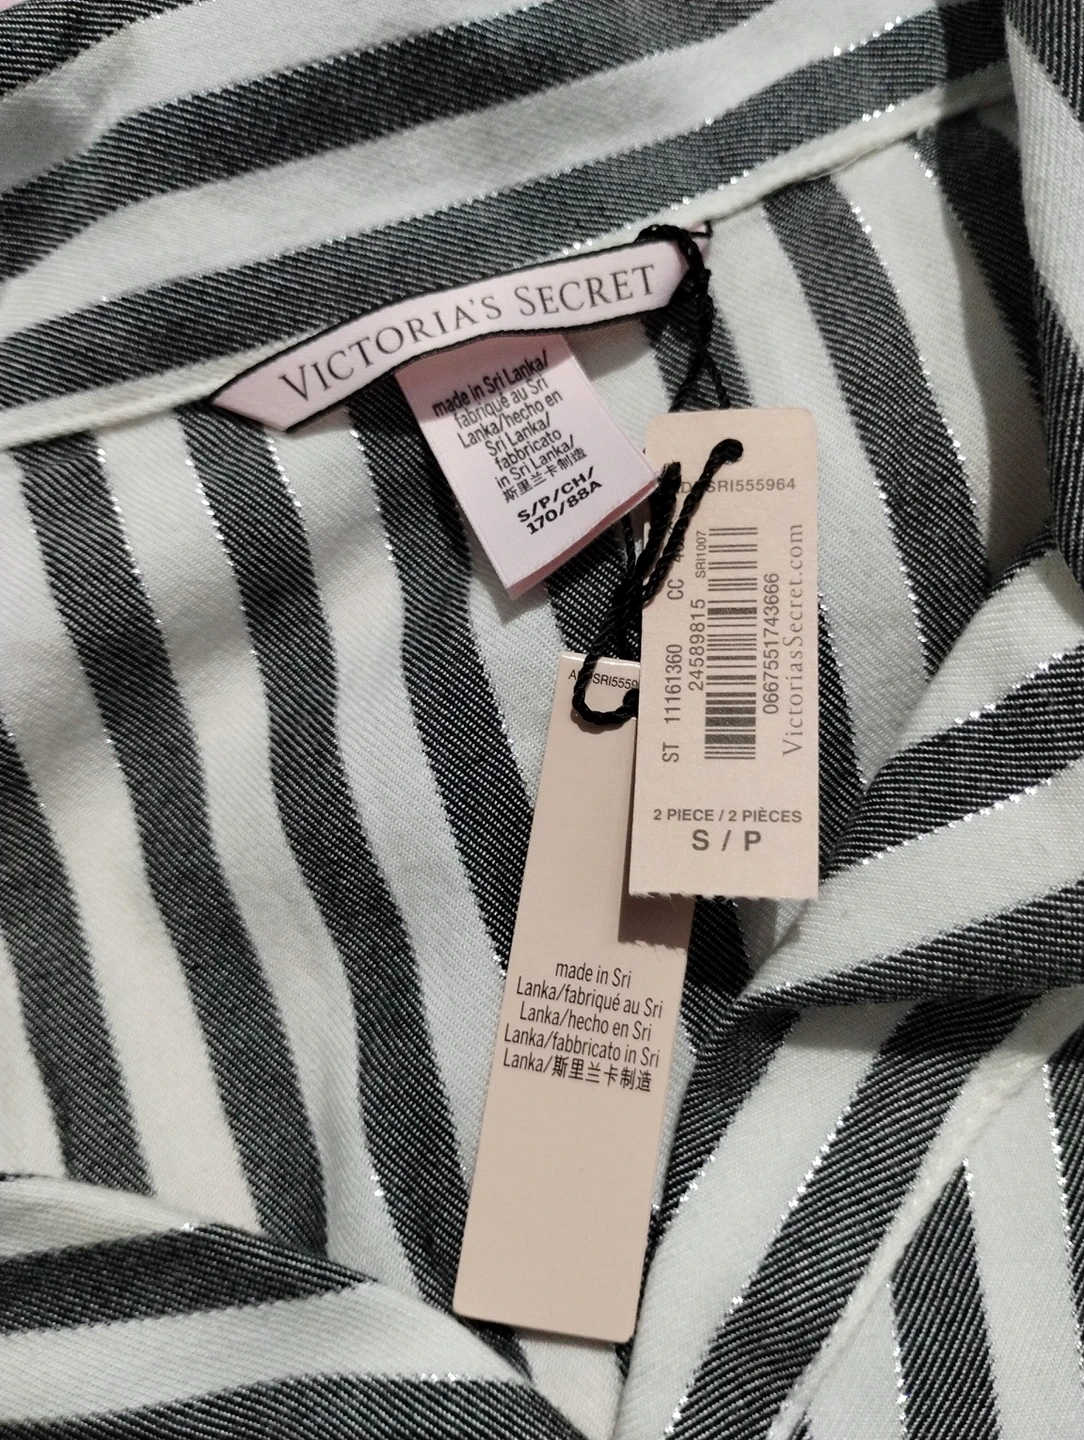 VICTORIA'S SECRET
made in Sri Lanka/
fabriqué au Sri
Lanka/hecho en
Sri Lanka/
fabbricato
in Sri Lanka/
斯里兰卡制造
S/P/CH/
170/88A
SRI555964
ST 11161360 CC
24589815 SRI1007
0667551743666
VictoriasSecret.com
2 PIECE / 2 PIÈCES
S / P
made in Sri
Lanka/fabriqué au Sri
Lanka/hecho en Sri
Lanka/fabbricato in Sri
Lanka/斯里兰卡制造